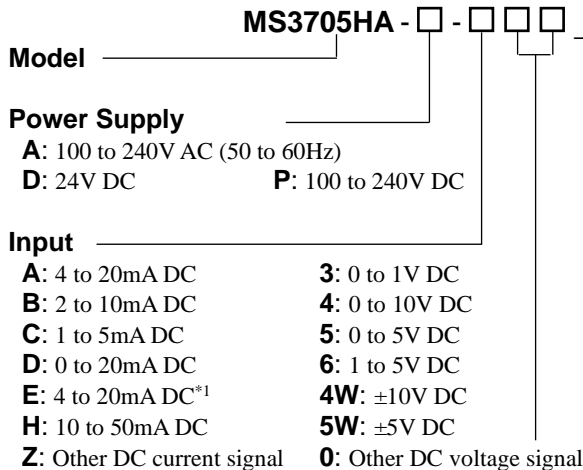 MS3705HA - □ - □ □ □
Model
Power Supply
A: 100 to 240V AC (50 to 60Hz)
D: 24V DC P: 100 to 240V DC
Input
A: 4 to 20mA DC 3: 0 to 1V DC
B: 2 to 10mA DC 4: 0 to 10V DC
C: 1 to 5mA DC 5: 0 to 5V DC
D: 0 to 20mA DC 6: 1 to 5V DC
E: 4 to 20mA DC*1 4W: ±10V DC
H: 10 to 50mA DC 5W: ±5V DC
Z: Other DC current signal 0: Other DC voltage signal